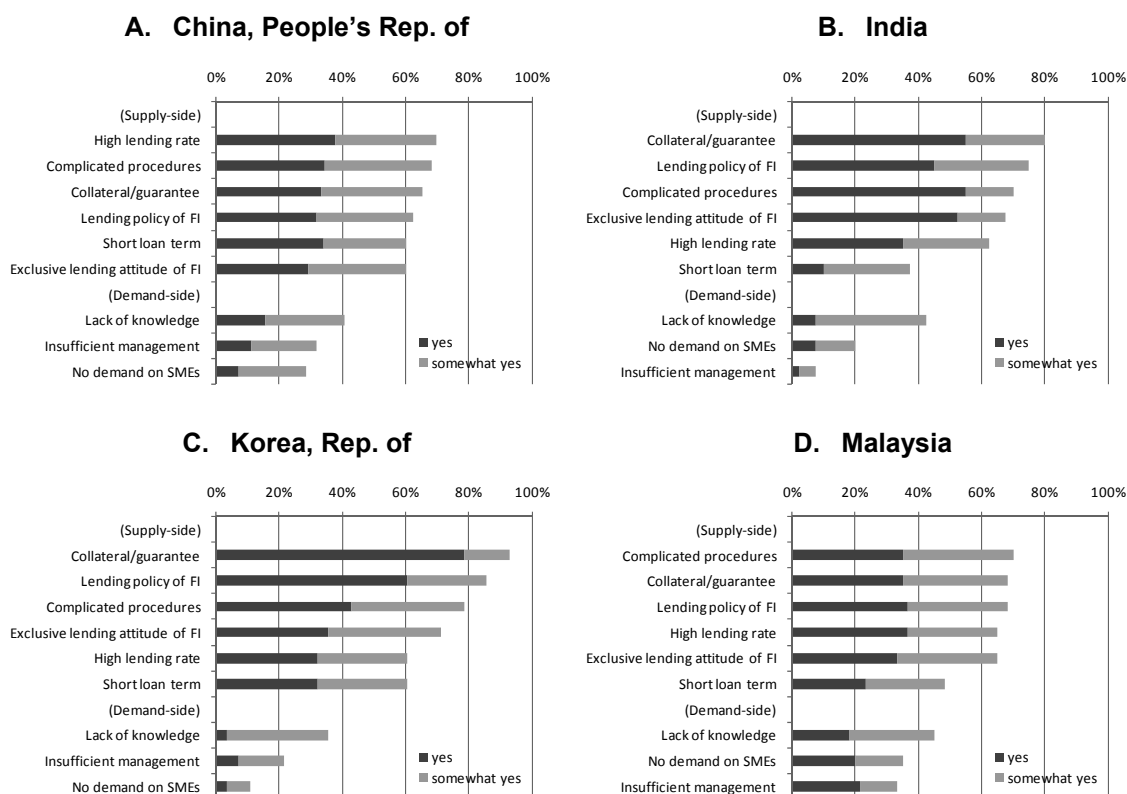 A. China, People's Rep. of
0% 20% 40% 60% 80% 100%
(Supply-side)
High lending rate
Complicated procedures
Collateral/guarantee
Lending policy of FI
Short loan term
Exclusive lending attitude of FI
(Demand-side)
Lack of knowledge
Insufficient management
No demand on SMEs
yes
somewhat yes
B. India
0% 20% 40% 60% 80% 100%
(Supply-side)
Collateral/guarantee
Lending policy of FI
Complicated procedures
Exclusive lending attitude of FI
High lending rate
Short loan term
(Demand-side)
Lack of knowledge
No demand on SMEs
Insufficient management
yes
somewhat yes
C. Korea, Rep. of
0% 20% 40% 60% 80% 100%
(Supply-side)
Collateral/guarantee
Lending policy of FI
Complicated procedures
Exclusive lending attitude of FI
High lending rate
Short loan term
(Demand-side)
Lack of knowledge
Insufficient management
No demand on SMEs
yes
somewhat yes
D. Malaysia
0% 20% 40% 60% 80% 100%
(Supply-side)
Complicated procedures
Collateral/guarantee
Lending policy of FI
High lending rate
Exclusive lending attitude of FI
Short loan term
(Demand-side)
Lack of knowledge
No demand on SMEs
Insufficient management
yes
somewhat yes